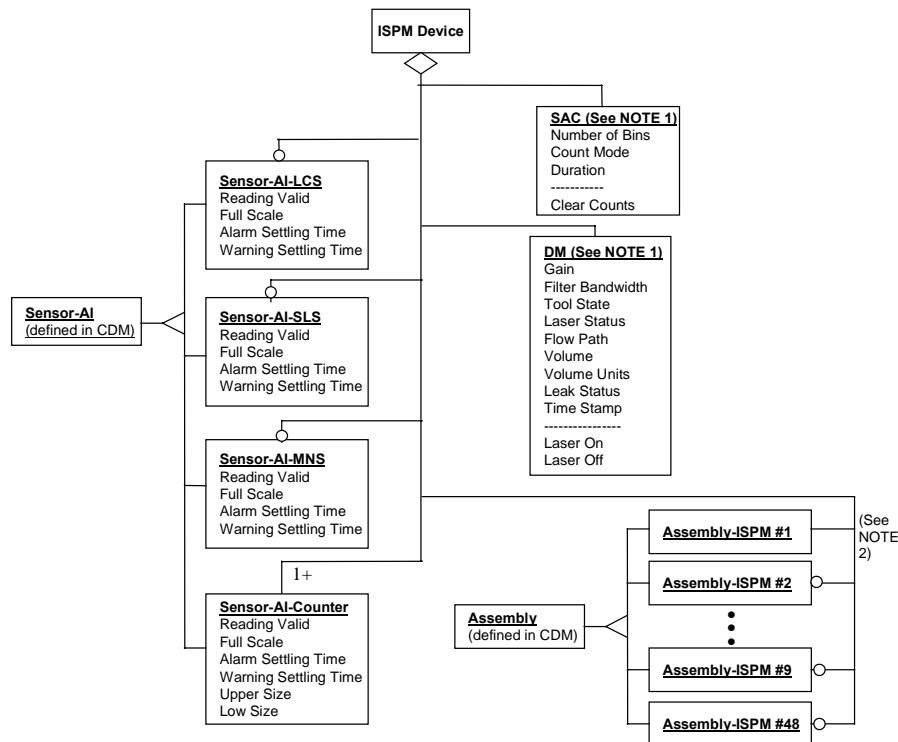 ISPM Device
SAC (See NOTE 1)
Number of Bins
Count Mode
Duration
-----------
Clear Counts
Sensor-AI-LCS
Reading Valid
Full Scale
Alarm Settling Time
Warning Settling Time
DM (See NOTE 1)
Gain
Filter Bandwidth
Tool State
Laser Status
Flow Path
Volume
Volume Units
Leak Status
Time Stamp
----------------
Laser On
Laser Off
Sensor-AI
(defined in CDM)
Sensor-AI-SLS
Reading Valid
Full Scale
Alarm Settling Time
Warning Settling Time
Sensor-AI-MNS
Reading Valid
Full Scale
Alarm Settling Time
Warning Settling Time
1+
Sensor-AI-Counter
Reading Valid
Full Scale
Alarm Settling Time
Warning Settling Time
Upper Size
Low Size
Assembly
(defined in CDM)
Assembly-ISPM #1
Assembly-ISPM #2
Assembly-ISPM #9
Assembly-ISPM #48
(See
NOTE
2)